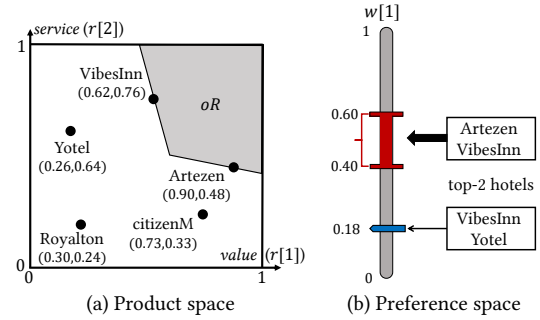 service (r[2])
1
VibesInn
(0.62,0.76)
oR
Yotel
(0.26,0.64)
Artezen
(0.90,0.48)
citizenM
(0.73,0.33)
Royalton
(0.30,0.24)
value (r[1])
0
0
1
(a) Product space
w[1]
1
0.60
Artezen
VibesInn
0.40
top-2 hotels
0.18
VibesInn
Yotel
0
(b) Preference space